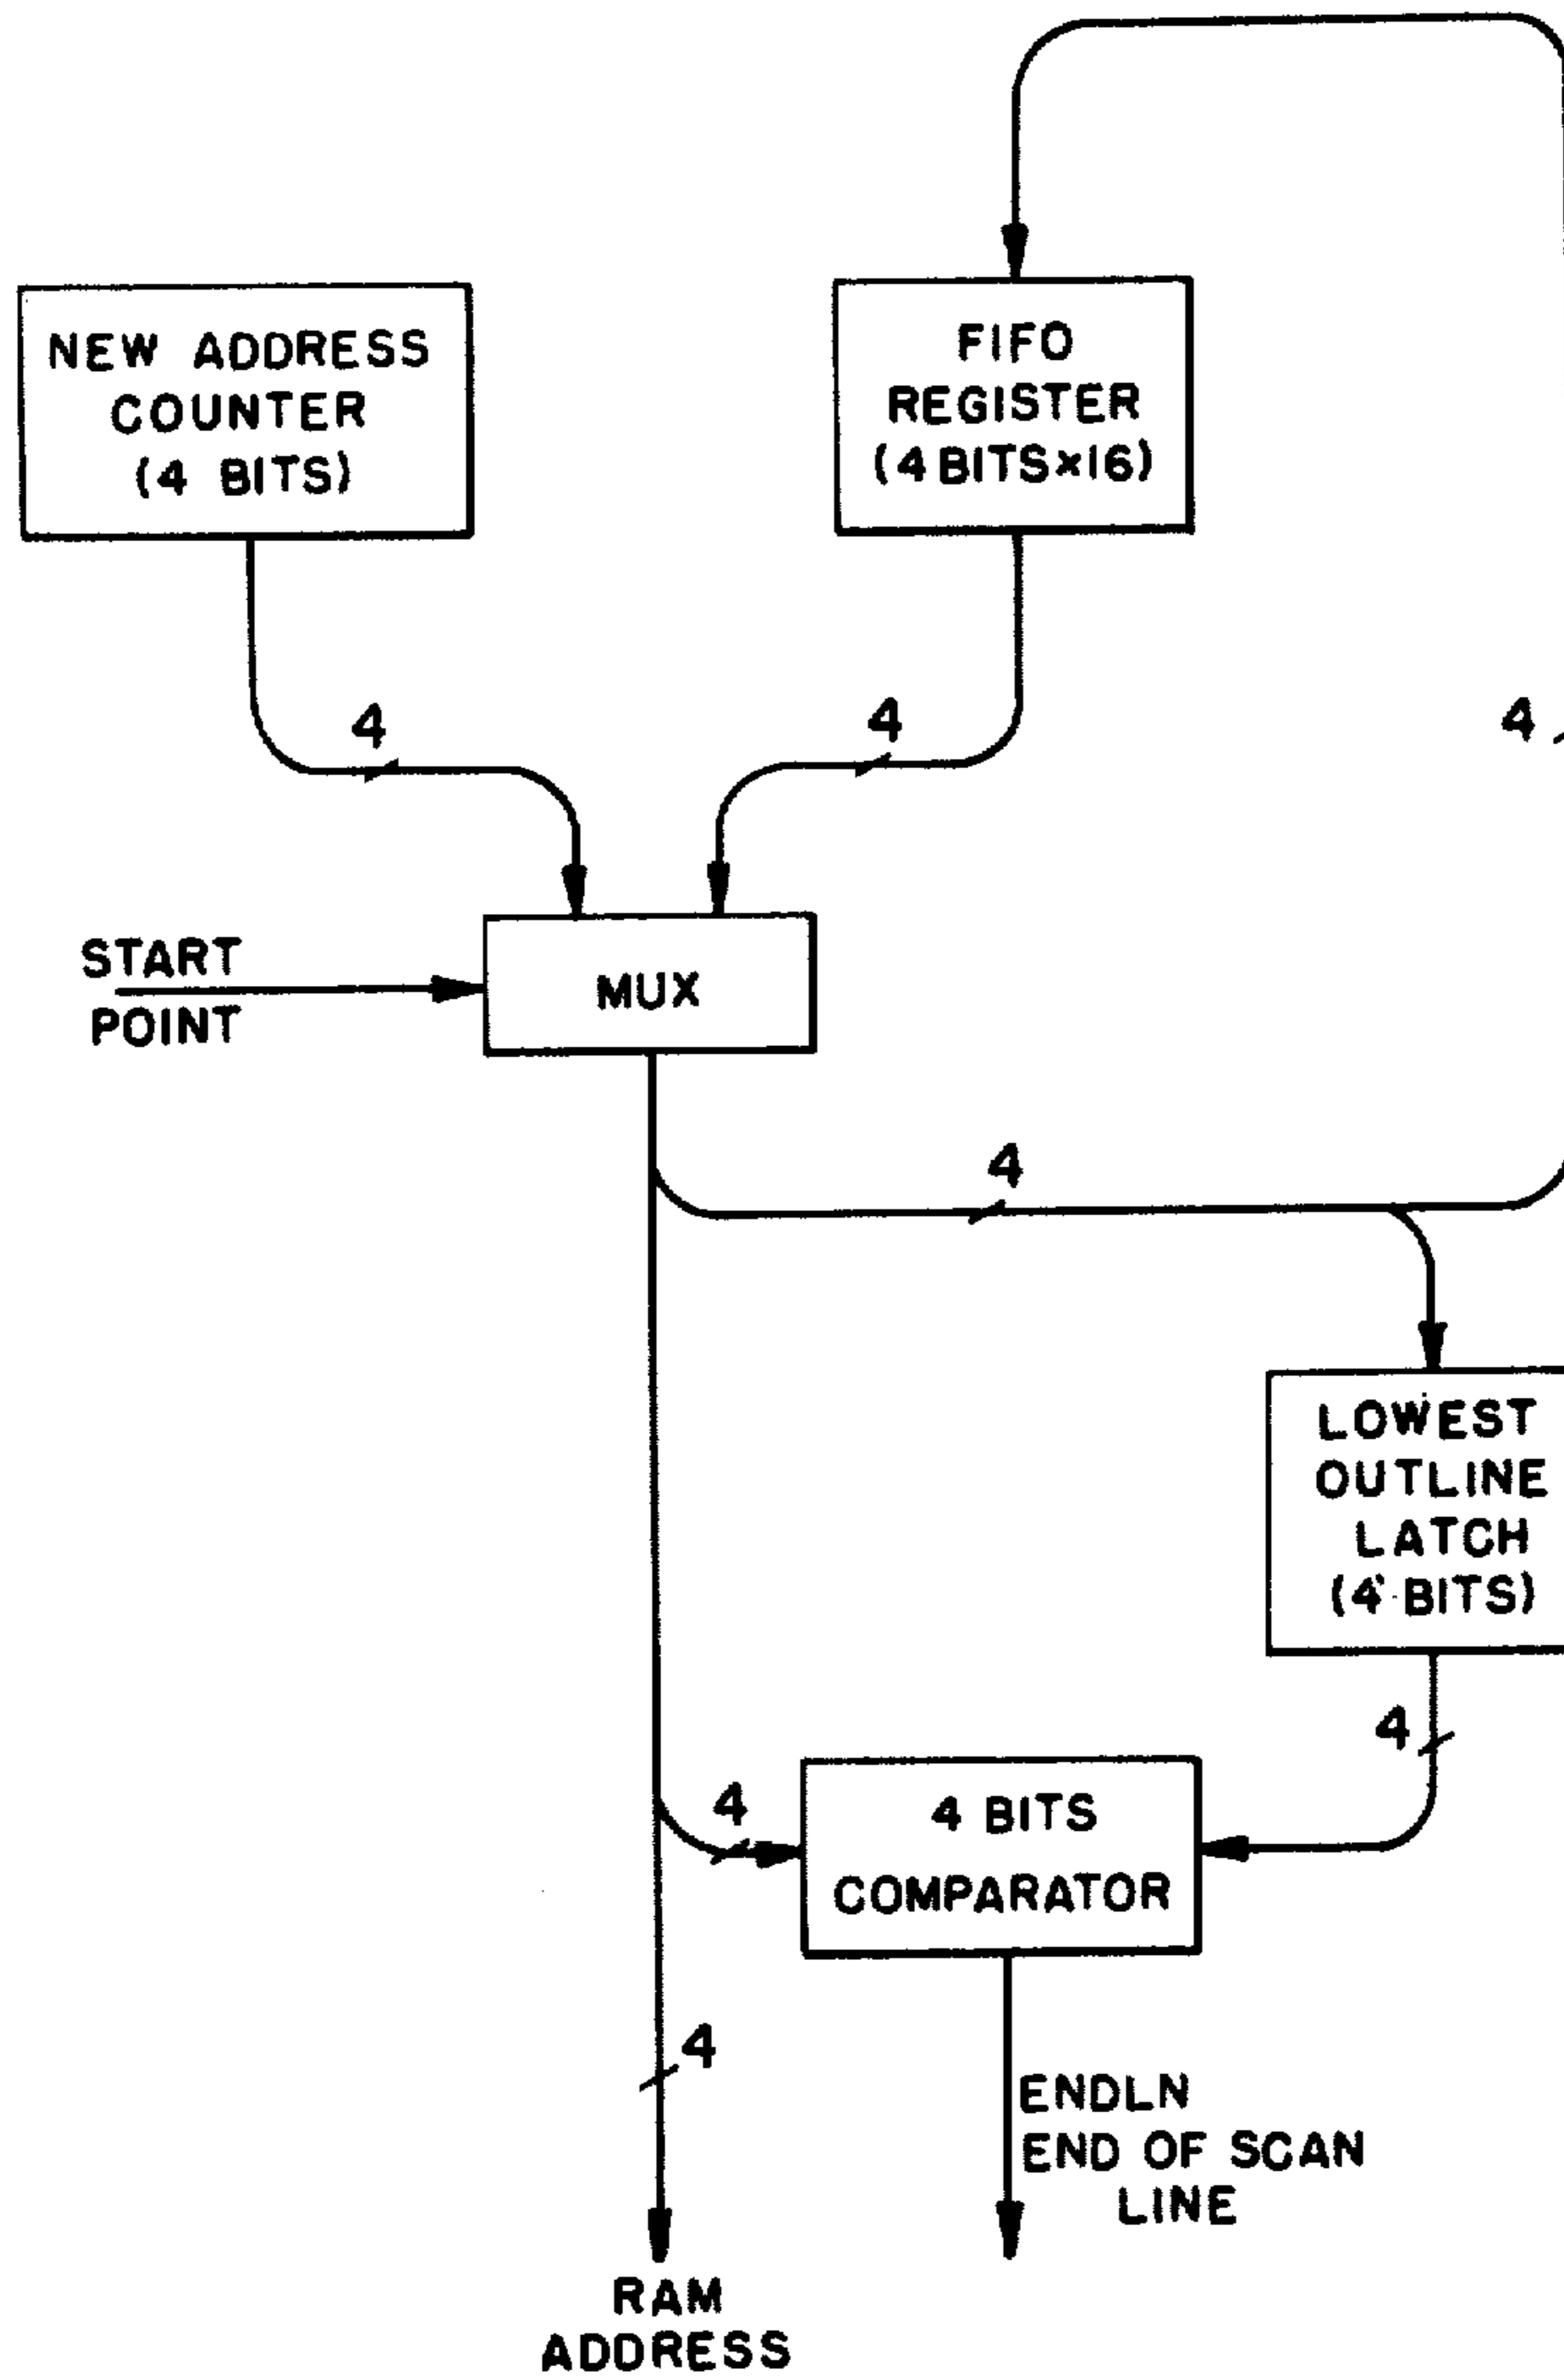 NEW ADDRESS
COUNTER
(4 BITS)
FIFO
REGISTER
(4 BITS×16)
4
4
4
START
POINT
MUX
4
LOWEST
OUTLINE
LATCH
(4 BITS)
4
4
4 BITS
COMPARATOR
4
ENDLN
END OF SCAN
LINE
RAM
ADDRESS